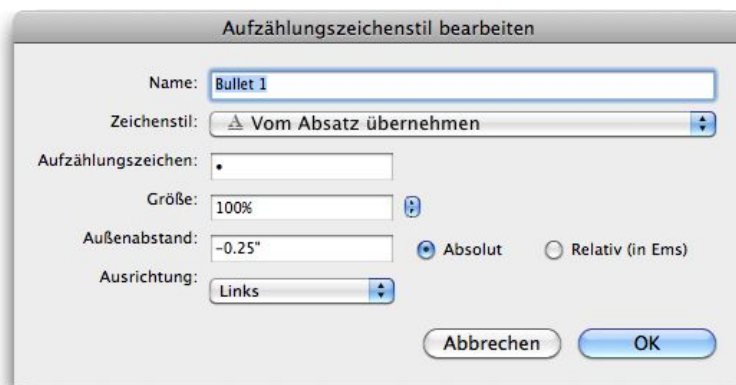 Aufzählungszeichenstil bearbeiten
Name: Bullet 1
Zeichenstil: A Vom Absatz übernehmen
Aufzählungszeichen: •
Größe: 100%
Außenabstand: -0.25" Absolut Relativ (in Ems)
Ausrichtung: Links
Abbrechen OK